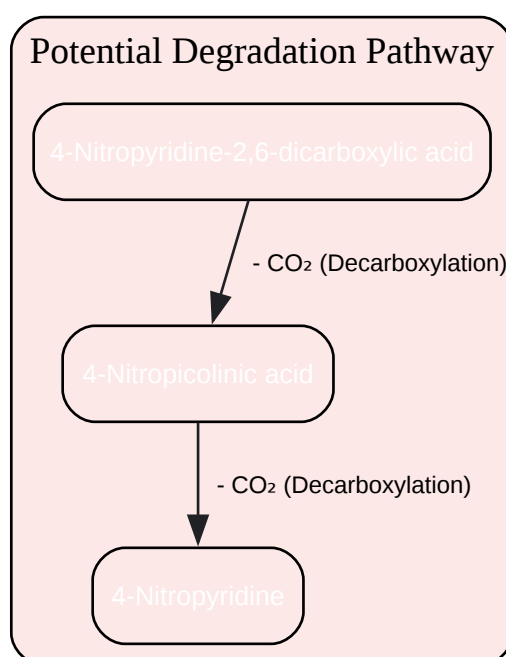 Potential Degradation Pathway
4-Nitropyridine-2,6-dicarboxylic acid
- CO₂ (Decarboxylation)
4-Nitropicolinic acid
- CO₂ (Decarboxylation)
4-Nitropyridine